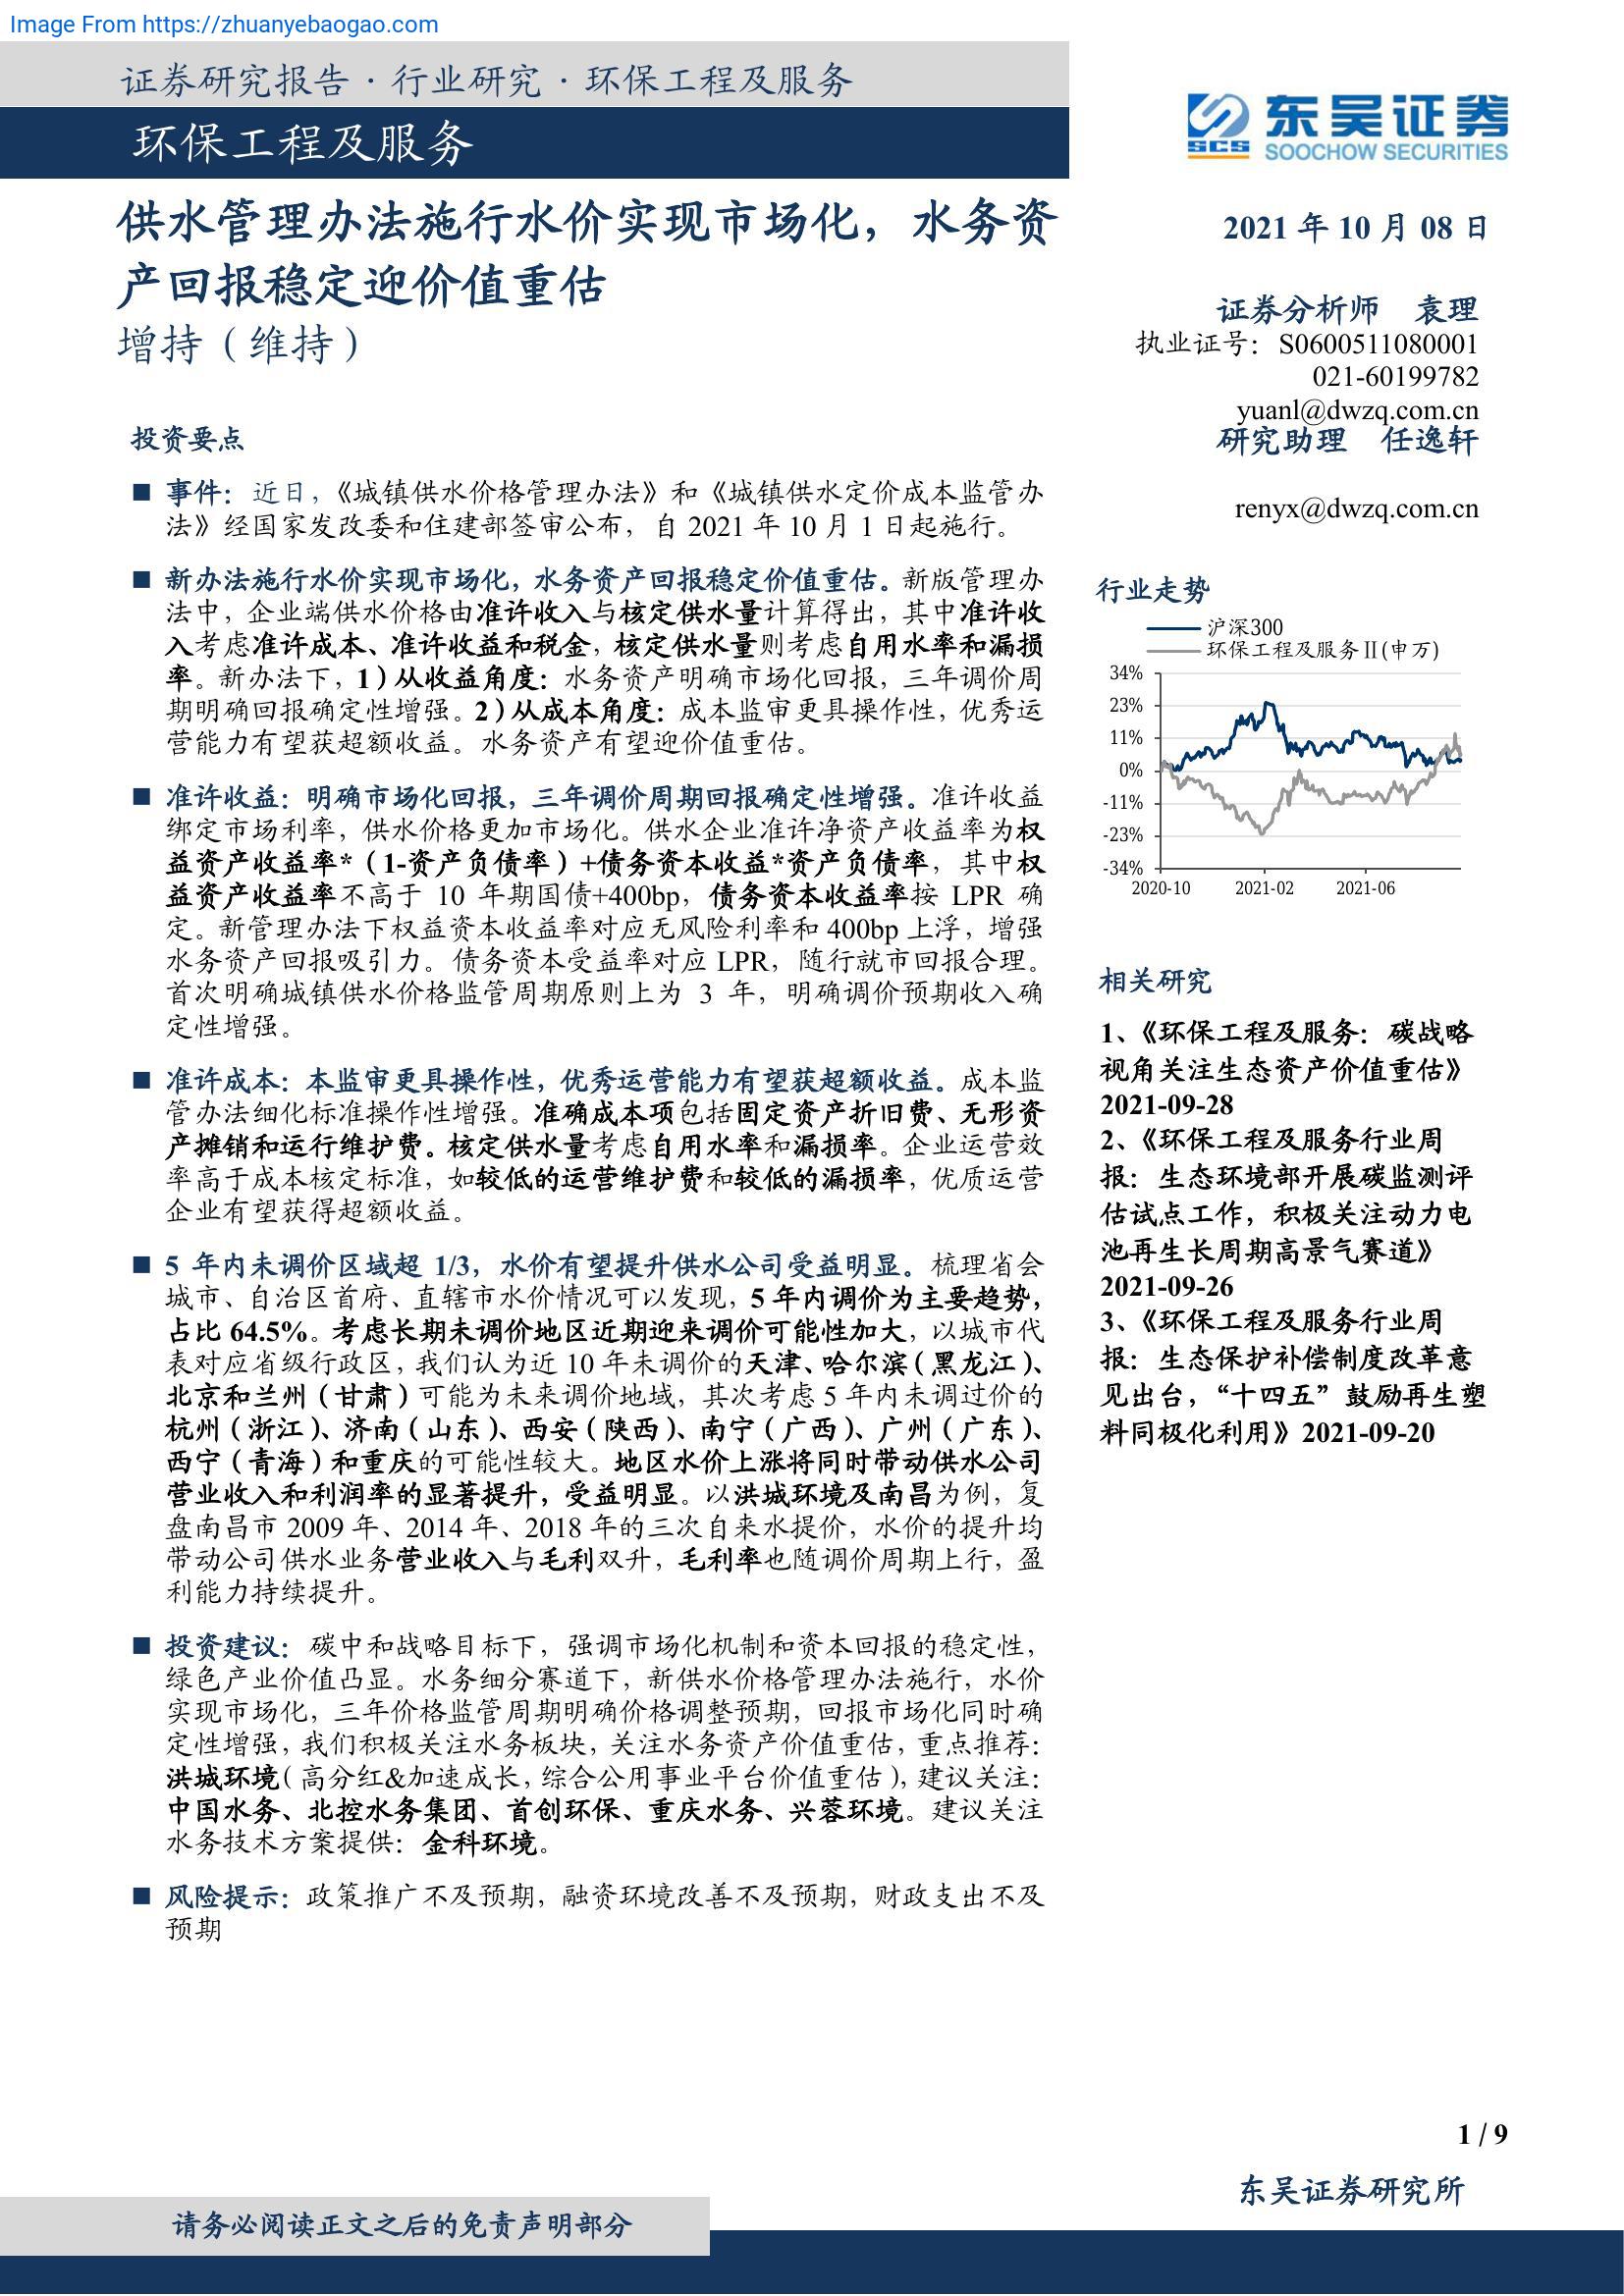 Image From https://zhuanyebaogao.com
证券研究报告·行业研究·环保工程及服务
环保工程及服务
东吴证券
SCS
SOOCHOW SECURITIES
供水管理办法施行水价实现市场化，水务资
产回报稳定迎价值重估
增持（维持）
2021 年 10 月 08 日
证券分析师 袁理
执业证号：S0600511080001
021-60199782
yuanl@dwzq.com.cn
研究助理 任逸轩
renyx@dwzq.com.cn
投资要点
■ 事件：近日，《城镇供水价格管理办法》和《城镇供水定价成本监管办
法》经国家发改委和住建部签审公布，自 2021 年 10 月 1 日起施行。
■ 新办法施行水价实现市场化，水务资产回报稳定价值重估。新版管理办
法中，企业端供水价格由准许收入与核定供水量计算得出，其中准许收
入考虑准许成本、准许收益和税金，核定供水量则考虑自用水率和漏损
率。新办法下，1）从收益角度：水务资产明确市场化回报，三年调价周
期明确回报确定性增强。2）从成本角度：成本监审更具操作性，优秀运
营能力有望获超额收益。水务资产有望迎价值重估。
■ 准许收益：明确市场化回报，三年调价周期回报确定性增强。准许收益
绑定市场利率，供水价格更加市场化。供水企业准许净资产收益率为权
益资产收益率*（1-资产负债率）+债务资本收益*资产负债率，其中权
益资产收益率不高于 10 年期国债+400bp，债务资本收益率按 LPR 确
定。新管理办法下权益资本收益率对应无风险利率和 400bp 上浮，增强
水务资产回报吸引力。债务资本受益率对应 LPR，随行就市回报合理。
首次明确城镇供水价格监管周期原则上为 3 年，明确调价预期收入确
定性增强。
■ 准许成本：本监审更具操作性，优秀运营能力有望获超额收益。成本监
管办法细化标准操作性增强。准确成本项包括固定资产折旧费、无形资
产摊销和运行维护费。核定供水量考虑自用水率和漏损率。企业运营效
率高于成本核定标准，如较低的运营维护费和较低的漏损率，优质运营
企业有望获得超额收益。
■ 5 年内未调价区域超 1/3，水价有望提升供水公司受益明显。梳理省会
城市、自治区首府、直辖市水价情况可以发现，5 年内调价为主要趋势，
占比 64.5%。考虑长期未调价地区近期迎来调价可能性加大，以城市代
表对应省级行政区，我们认为近 10 年未调价的天津、哈尔滨（黑龙江）、
北京和兰州（甘肃）可能为未来调价地域，其次考虑 5 年内未调过价的
杭州（浙江）、济南（山东）、西安（陕西）、南宁（广西）、广州（广东）、
西宁（青海）和重庆的可能性较大。地区水价上涨将同时带动供水公司
营业收入和利润率的显著提升，受益明显。以洪城环境及南昌为例，复
盘南昌市 2009 年、2014 年、2018 年的三次自来水提价，水价的提升均
带动公司供水业务营业收入与毛利双升，毛利率也随调价周期上行，盈
利能力持续提升。
■ 投资建议：碳中和战略目标下，强调市场化机制和资本回报的稳定性，
绿色产业价值凸显。水务细分赛道下，新供水价格管理办法施行，水价
实现市场化，三年价格监管周期明确价格调整预期，回报市场化同时确
定性增强，我们积极关注水务板块，关注水务资产价值重估，重点推荐：
洪城环境（高分红&加速成长，综合公用事业平台价值重估），建议关注：
中国水务、北控水务集团、首创环保、重庆水务、兴蓉环境。建议关注
水务技术方案提供：金科环境。
■ 风险提示：政策推广不及预期，融资环境改善不及预期，财政支出不及
预期
行业走势
沪深300
环保工程及服务Ⅱ(申万)
34%
23%
11%
0%
-11%
-23%
-34%
2020-10 2021-02 2021-06
相关研究
1、《环保工程及服务：碳战略
视角关注生态资产价值重估》
2021-09-28
2、《环保工程及服务行业周
报：生态环境部开展碳监测评
估试点工作，积极关注动力电
池再生长周期高景气赛道》
2021-09-26
3、《环保工程及服务行业周
报：生态保护补偿制度改革意
见出台，“十四五”鼓励再生塑
料同极化利用》2021-09-20
1 / 9
东吴证券研究所
请务必阅读正文之后的免责声明部分